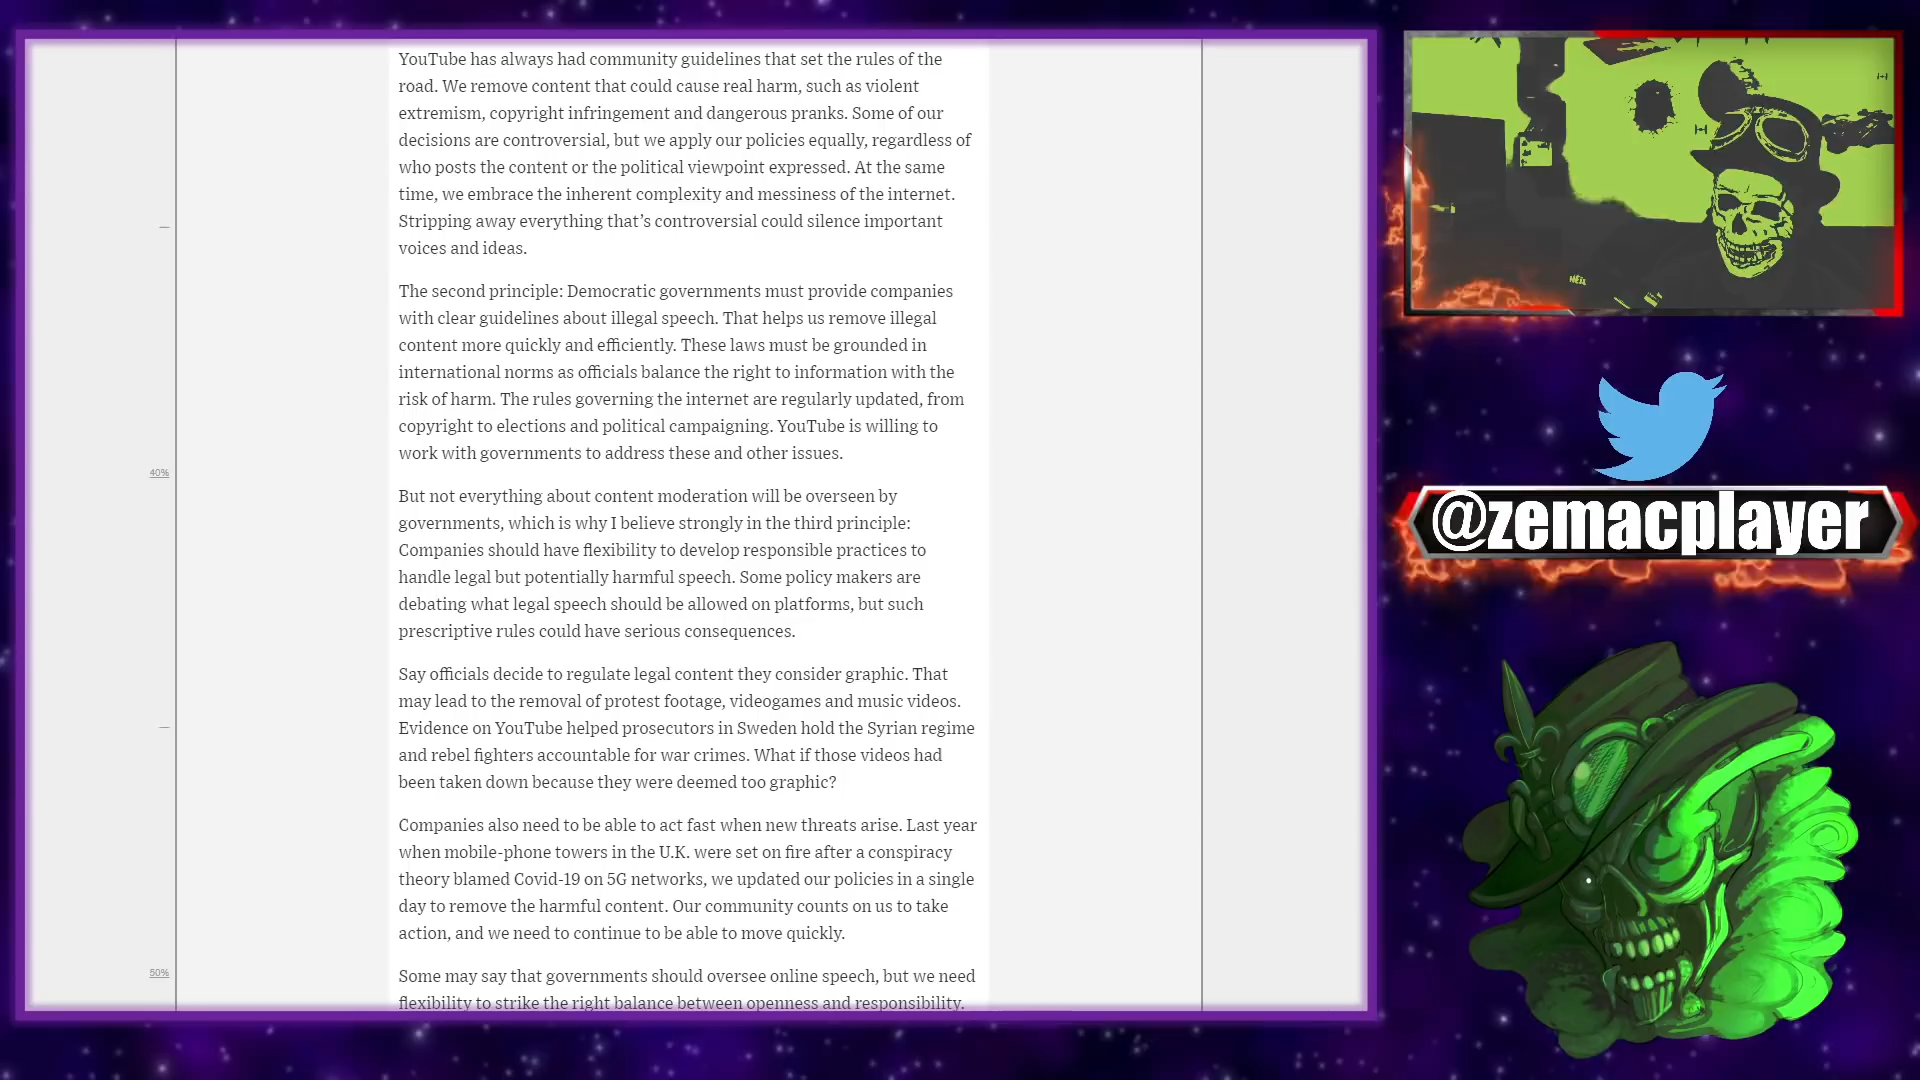 YouTube has always had community guidelines that set the rules of the
road. We remove content that could cause real harm, such as violent
extremism, copyright infringement and dangerous pranks. Some of our
decisions are controversial, but we apply our policies equally, regardless of
who posts the content or the political viewpoint expressed. At the same
time, we embrace the inherent complexity and messiness of the internet.
Stripping away everything that’s controversial could silence important
voices and ideas.
The second principle: Democratic governments must provide companies
with clear guidelines about illegal speech. That helps us remove illegal
content more quickly and efficiently. These laws must be grounded in
international norms as officials balance the right to information with the
risk of harm. The rules governing the internet are regularly updated, from
copyright to elections and political campaigning. YouTube is willing to
work with governments to address these and other issues.
40%
But not everything about content moderation will be overseen by
governments, which is why I believe strongly in the third principle:
Companies should have flexibility to develop responsible practices to
handle legal but potentially harmful speech. Some policy makers are
debating what legal speech should be allowed on platforms, but such
prescriptive rules could have serious consequences.
Say officials decide to regulate legal content they consider graphic. That
may lead to the removal of protest footage, videogames and music videos.
Evidence on YouTube helped prosecutors in Sweden hold the Syrian regime
and rebel fighters accountable for war crimes. What if those videos had
been taken down because they were deemed too graphic?
Companies also need to be able to act fast when new threats arise. Last year
when mobile-phone towers in the U.K. were set on fire after a conspiracy
theory blamed Covid-19 on 5G networks, we updated our policies in a single
day to remove the harmful content. Our community counts on us to take
action, and we need to continue to be able to move quickly.
50%
Some may say that governments should oversee online speech, but we need
flexibility to strike the right balance between openness and responsibility.
@zemacplayer